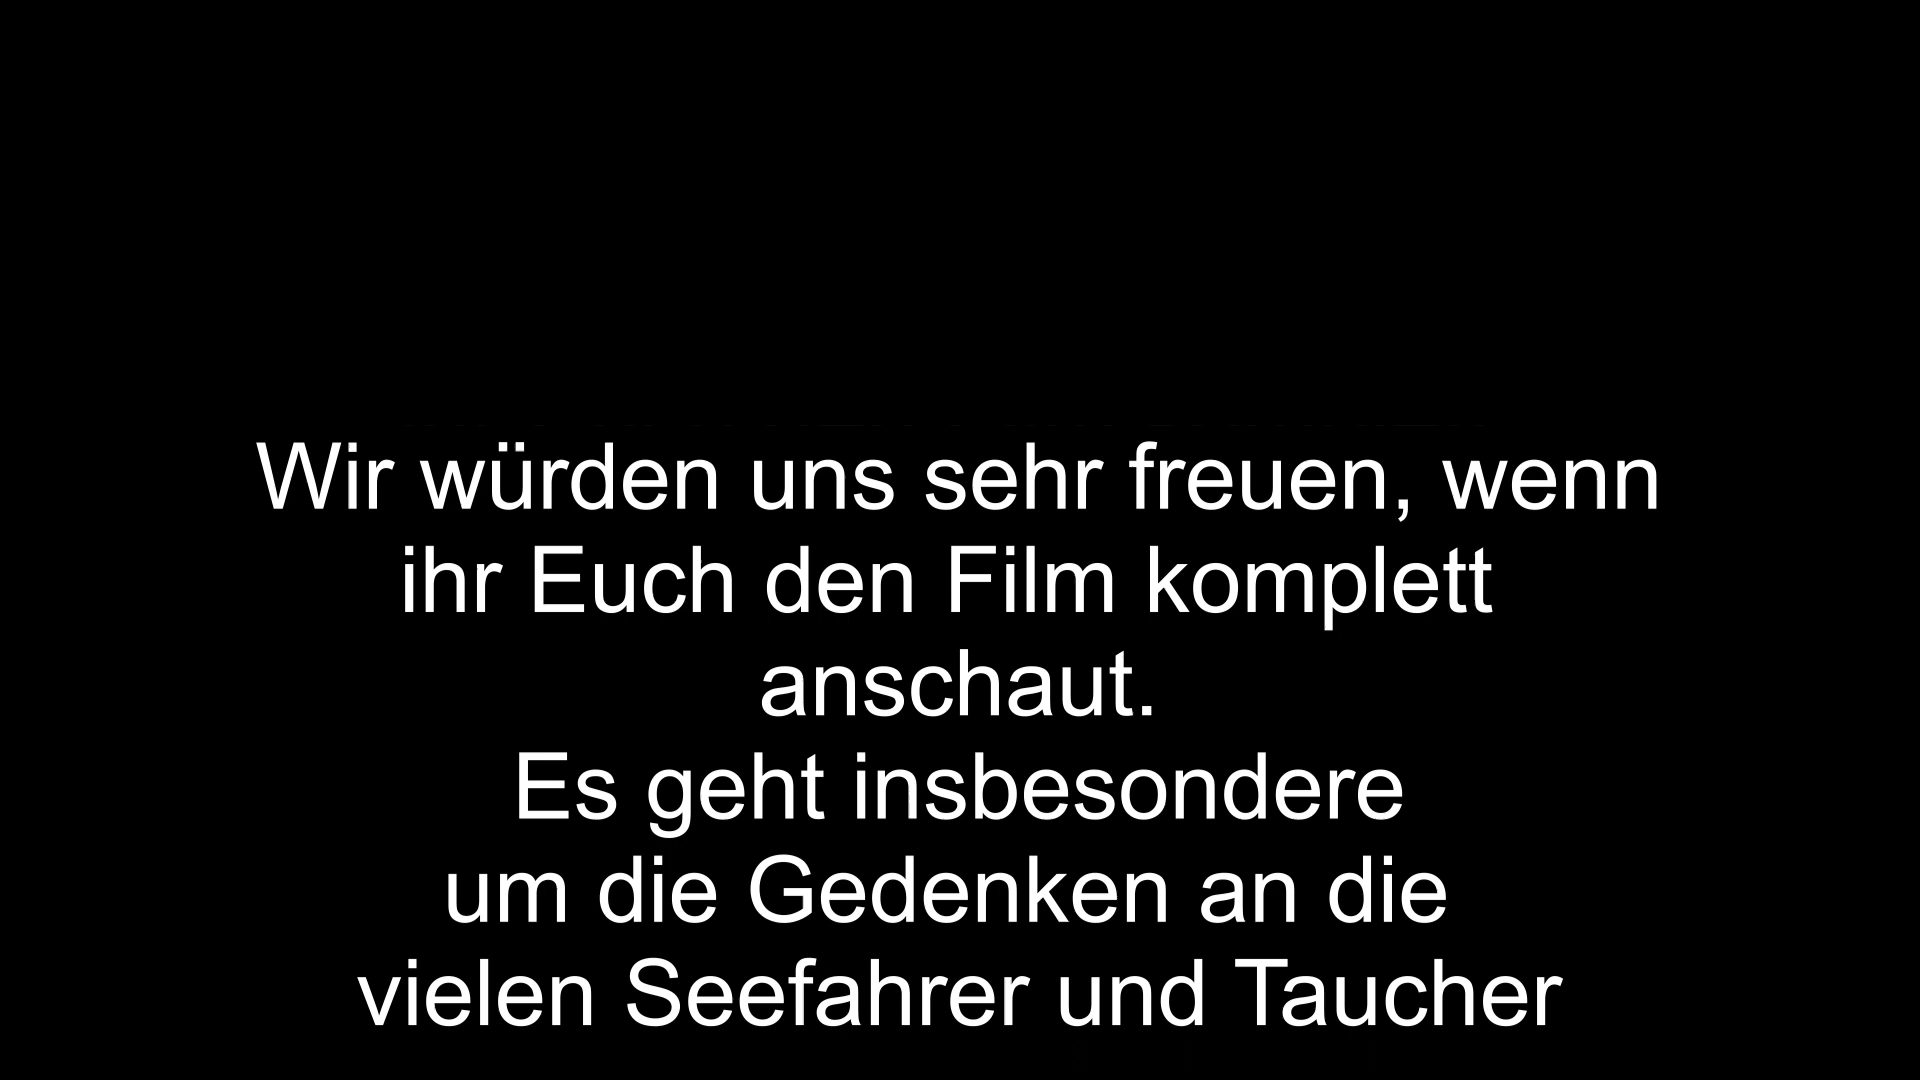 Wir würden uns sehr freuen, wenn
ihr Euch den Film komplett
anschaut.
Es geht insbesondere
um die Gedenken an die
vielen Seefahrer und Taucher